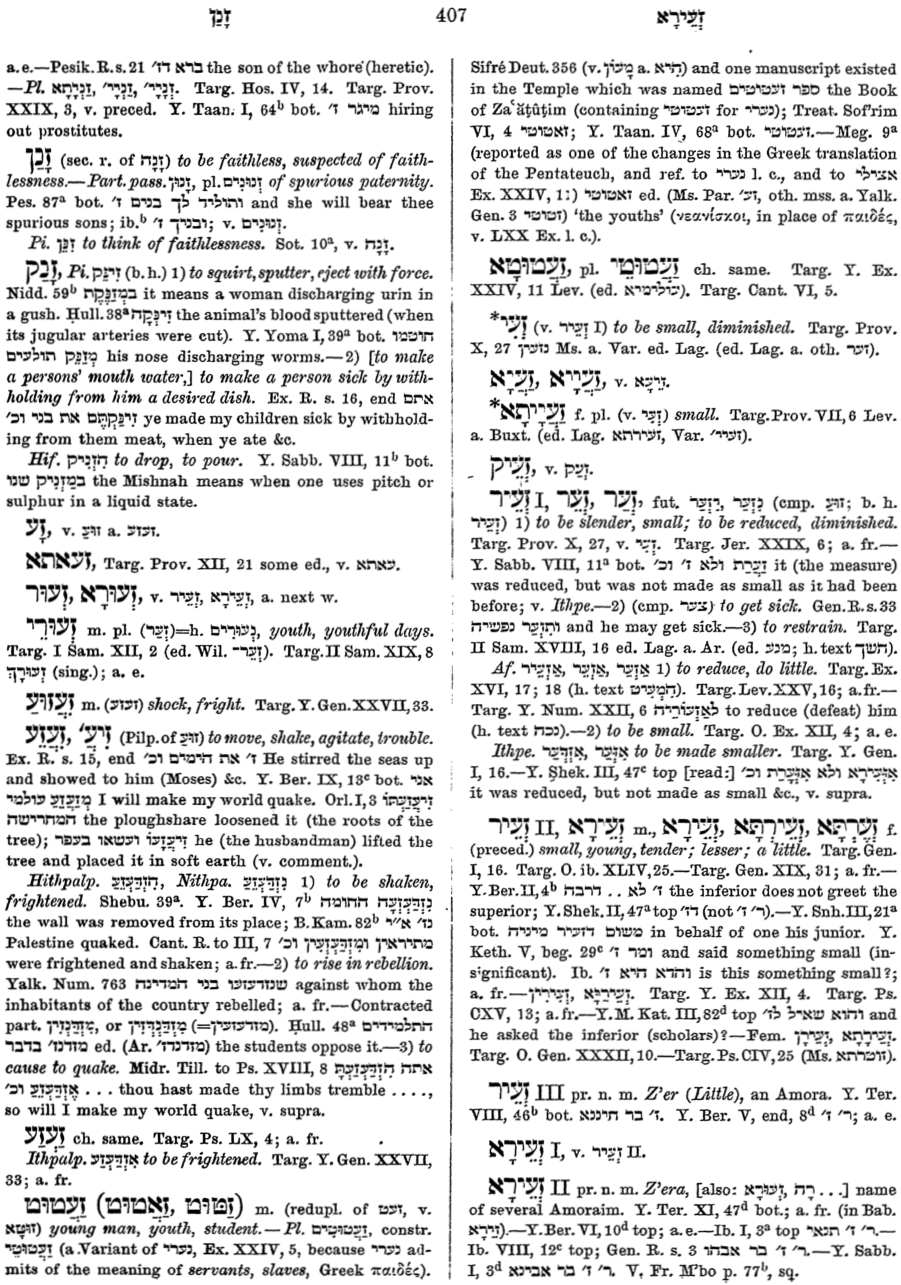 זָנַן 407 זְעֵירָא
a. e.—Pesik. R. s. 21 ברא דז׳ the son of the whore (heretic).
—Pl. זָנְיָי׳, זָנְיֵי׳, זָנְיָתָא. Targ. Hos. IV, 14. Targ. Prov.
XXIX, 3, v. preced. Y. Taan. I, 64b bot. מיגר ז׳ hiring
out prostitutes.
זָנַן (sec. r. of זָנָה) to be faithless, suspected of faith-
lessness.—Part. pass. זָנוּן, pl. זְנוּנִים of spurious paternity.
Pes. 87a bot. ותוליד לך בנים ז׳ and she will bear thee
spurious sons; ib.b ובניך ז׳; v. זְנוּנִים.
Pi. זִנֵּן to think of faithlessness. Sot. 10a, v. זָנָה.
זָנַק, Pi. זִינֵּק (b. h.) 1) to squirt, sputter, eject with force.
Nidd. 59b בִּמְזַנֶּקֶת it means a woman discharging urin in
a gush. Ḥull. 38a זִינְּקָה the animal's blood sputtered (when
its jugular arteries were cut). Y. Yoma I, 39a bot. חוטמו
מְזַנֵּק תולעים his nose discharging worms.—2) [to make
a persons' mouth water,] to make a person sick by with-
holding from him a desired dish. Ex. R. s. 16, end אתם
זִינַּקְתֶּם את בני וכ׳ ye made my children sick by withhold-
ing from them meat, when ye ate &c.
Hif. הִזְנִיק to drop, to pour. Y. Sabb. VIII, 11b bot.
בְּמַזְנִיק שנו the Mishnah means when one uses pitch or
sulphur in a liquid state.
זָע, v. זוּעַ a. זעזע.
זעאתא, Targ. Prov. XII, 21 some ed., v. כאתא.
זְעוּרָא, זְעוּר, v. זְעֵירָא, זְעֵיר, a. next w.
זְעוּרֵי m. pl. (זְעַר)=h. נְעוּרִים, youth, youthful days.
Targ. I Sam. XII, 2 (ed. Wil. זְעַר־). Targ. II Sam. XIX, 8
זְעוּרָךְ (sing.); a. e.
זַעֲזוּעַ m. (זעזע) shock, fright. Targ. Y. Gen. XXVII, 33.
זִעֲזֵעַ, זִיעֲ׳ (Pilp. of זוּעַ) to move, shake, agitate, trouble.
Ex. R. s. 15, end ז׳ את הימים וכ׳ He stirred the seas up
and showed to him (Moses) &c. Y. Ber. IX, 13c bot. אני
מְזַעֲזֵעַ עולמי I will make my world quake. Orl. I, 3 זִיעְזְעַתּוּ
המחרישה the ploughshare loosened it (the roots of the
tree); זִיעְזְעוֹ ועשאו בעפר he (the husbandman) lifted the
tree and placed it in soft earth (v. comment.).
Hithpalp. הִזְדַּעֲזֵעַ, Nithpa. נִזְדַּעֲזֵעַ 1) to be shaken,
frightened. Shebu. 39a. Y. Ber. IV, 7b נִזְדַּעְזְעָה החומה
the wall was removed from its place; B. Kam. 82b נז׳ א״י
Palestine quaked. Cant. R. to III, 7 מתיראין ומִזְדַּעְזְעִין וכ׳
were frightened and shaken; a. fr.—2) to rise in rebellion.
Yalk. Num. 763 שנזדעזעו בני המדינה against whom the
inhabitants of the country rebelled; a. fr.—Contracted
part. מִזְדַּנְזִין, or מִזְדַּנְדְּזִין (=מזדעזעין). Ḥull. 48a התלמידים
מזדנז׳ בדבר ed. (Ar. מזדנדז׳) the students oppose it.—3) to
cause to quake. Midr. Till. to Ps. XVIII, 8 אתה הִזְדַּעְזַעְתָּ
אֶזְדַּעֲזֵעַ וכ׳ . . . thou hast made thy limbs tremble . . . .,
so will I make my world quake, v. supra.
זַעֲזַע ch. same. Targ. Ps. LX, 4; a. fr.
Ithpalp. אִזְדַּעֲזַע to be frightened. Targ. Y. Gen. XXVII,
33; a. fr.
זַעֲטוּט (זַאֲטוּט, זָטּוּט) m. (redupl. of זעט, v.
זוּטָא) young man, youth, student.—Pl. זַעֲטוּטִים, constr.
זַעֲטוּטֵי (a Variant of נערי, Ex. XXIV, 5, because נערי ad-
mits of the meaning of servants, slaves, Greek παιδές).
Sifré Deut. 356 (v. מָעוֹן a. הִיא) and one manuscript existed
in the Temple which was named ספר זעטוטים the Book
of Zaʿăṭûṭim (containing זעטוטי for נערי); Treat. Sof'rim
VI, 4 זאטוטי; Y. Taan. IV, 68a bot. זעטוטי.—Meg. 9a
(reported as one of the changes in the Greek translation
of the Pentateuch, and ref. to נערי l. c., and to אצילי
Ex. XXIV, 11) זאטוטי ed. (Ms. Par. זע׳, oth. mss. a. Yalk.
Gen. 3 זטוטי) 'the youths' (νεανίσκοι, in place of παιδές,
v. LXX Ex. l. c.).
זַעֲטוּטָא, pl. זַעֲטוּטֵי ch. same. Targ. Y. Ex.
XXIV, 11 Lev. (ed. עולימיא). Targ. Cant. VI, 5.
*זְעֵי (v. זְעֵיר I) to be small, diminished. Targ. Prov.
X, 27 נזעין Ms. a. Var. ed. Lag. (ed. Lag. a. oth. זער).
זַעְיָא, זַעְיָיא, v. זֵיעָא.
*זַעְיָיתָא f. pl. (v. זְעֵי) small. Targ. Prov. VII, 6 Lev.
a. Buxt. (ed. Lag. זעירתא, Var. זעיר׳).
זְעֵיק, v. זְעַק.
זְעֵיר I, זְעֵר, זְעַר, fut. יִזְעַר, נִזְעַר (cmp. זוּעַ; b. h.
זעיר) 1) to be slender, small; to be reduced, diminished.
Targ. Prov. X, 27, v. זְעֵי. Targ. Jer. XXIX, 6; a. fr.—
Y. Sabb. VIII, 11a bot. זְעֵרַת ולא ז׳ וכ׳ it (the measure)
was reduced, but was not made as small as it had been
before; v. Ithpe.—2) (cmp. צער) to get sick. Gen. R. s. 33
ותִזְעַר נפשיה and he may get sick.—3) to restrain. Targ.
II Sam. XVIII, 16 ed. Lag. a. Ar. (ed. מנע; h. text חשך).
Af. אַזְעַר, אַזְעֵר, אַזְעֵיר 1) to reduce, do little. Targ. Ex.
XVI, 17; 18 (h. text הִמְעִיט). Targ. Lev. XXV, 16; a. fr.—
Targ. Y. Num. XXII, 6 לְאַזְעוּרֵיהּ to reduce (defeat) him
(h. text נכה).—2) to be small. Targ. O. Ex. XII, 4; a. e.
Ithpe. אִזְּעַר, אִזְדְּעַר to be made smaller. Targ. Y. Gen.
I, 16.—Y. Sheḳ. III, 47c top [read:] אִזְּעִירָא ולא אִזְּעָרַת וכ׳
it was reduced, but not made as small &c., v. supra.
זְעֵיר II, זְעֵירָא m., זְעֵירָא, זְעֵירְתָּא, זְעֵרְתָּא f.
(preced.) small, young, tender; lesser; a little. Targ. Gen.
I, 16. Targ. O. ib. XLIV, 25.—Targ. Gen. XIX, 31; a. fr.—
Y. Ber. II, 4b ז׳ לא . . דרבה the inferior does not greet the
superior; Y. Shek. II, 47a top דז׳ (not ר׳ ז׳).—Y. Snh. III, 21a
bot. משום דזעיר מיניה in behalf of one his junior. Y.
Keth. V, beg. 29c ומר ז׳ and said something small (in-
significant). Ib. והדא היא ז׳ is this something small?;
a. fr.—זְעֵירַיָּא, זְעֵירִין. Targ. Y. Ex. XII, 4. Targ. Ps.
CXV, 13; a. fr.—Y. M. Kat. III, 82d top והוא שאיל לז׳ and
he asked the inferior (scholars)?—Fem. זְעֵירָתָא, זְעֵירָן.
Targ. O. Gen. XXXII, 10.—Targ. Ps. CIV, 25 (Ms. זוטרתא).
זְעֵיר III pr. n. m. Z'er (Little), an Amora. Y. Ter.
VIII, 46b bot. ז׳ בר חיננא. Y. Ber. V, end, 8d ר׳ ז׳; a. e.
זְעֵירָא I, v. זְעֵיר II.
זְעֵירָא II pr. n. m. Z'era, [also: זְעוּרָא, רָה . . .] name
of several Amoraim. Y. Ter. XI, 47d bot.; a. fr. (in Bab.
זֵירָא).—Y. Ber. VI, 10d top; a. e.—Ib. I, 3a top ר׳ ז׳ תנאי.—
Ib. VIII, 12c top; Gen. R. s. 3 ר׳ ז׳ בר אבהו.—Y. Sabb.
I, 3d ר׳ ז׳ בר אבינא. V. Fr. M'bo p. 77b, sq.